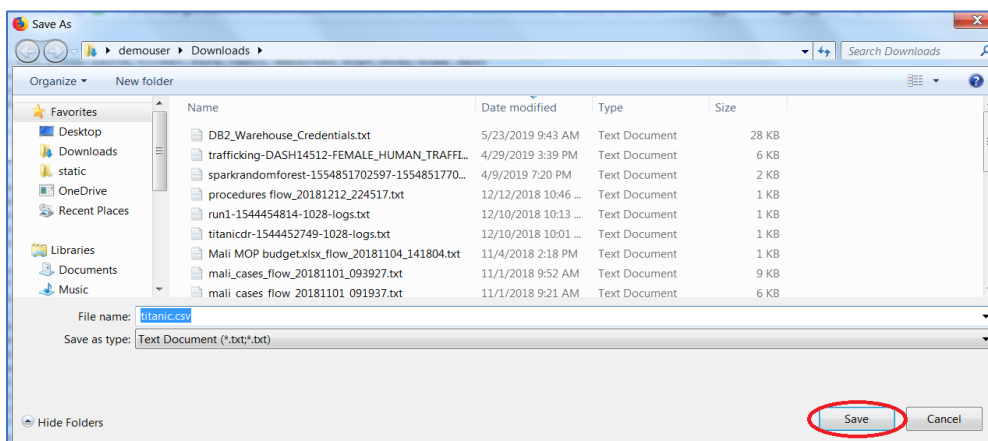 Save As
demouser Downloads
Search Downloads
Organize New folder
Favorites
Desktop
Downloads
static
OneDrive
Recent Places
Libraries
Documents
Music
Name Date modified Type Size
DB2_Warehouse_Credentials.txt 5/23/2019 9:43 AM Text Document 28 KB
trafficking-DASH14512-FEMALE_HUMAN_TRAFFI... 4/29/2019 3:39 PM Text Document 6 KB
sparkrandomforest-1554851702597-1554851770... 4/9/2019 7:20 PM Text Document 2 KB
procedures flow_20181212_224517.txt 12/12/2018 10:46 ... Text Document 1 KB
run1-1544454814-1028-logs.txt 12/10/2018 10:13 ... Text Document 1 KB
titanicdr-1544452749-1028-logs.txt 12/10/2018 10:01 ... Text Document 1 KB
Mali MOP budget.xlsx_flow_20181104_141804.txt 11/4/2018 2:18 PM Text Document 1 KB
mali_cases_flow_20181101_093927.txt 11/1/2018 9:52 AM Text Document 9 KB
mali_cases_flow_20181101_091937.txt 11/1/2018 9:21 AM Text Document 6 KB
File name: titanic.csv
Save as type: Text Document (*.txt;*.txt)
Hide Folders
Save Cancel